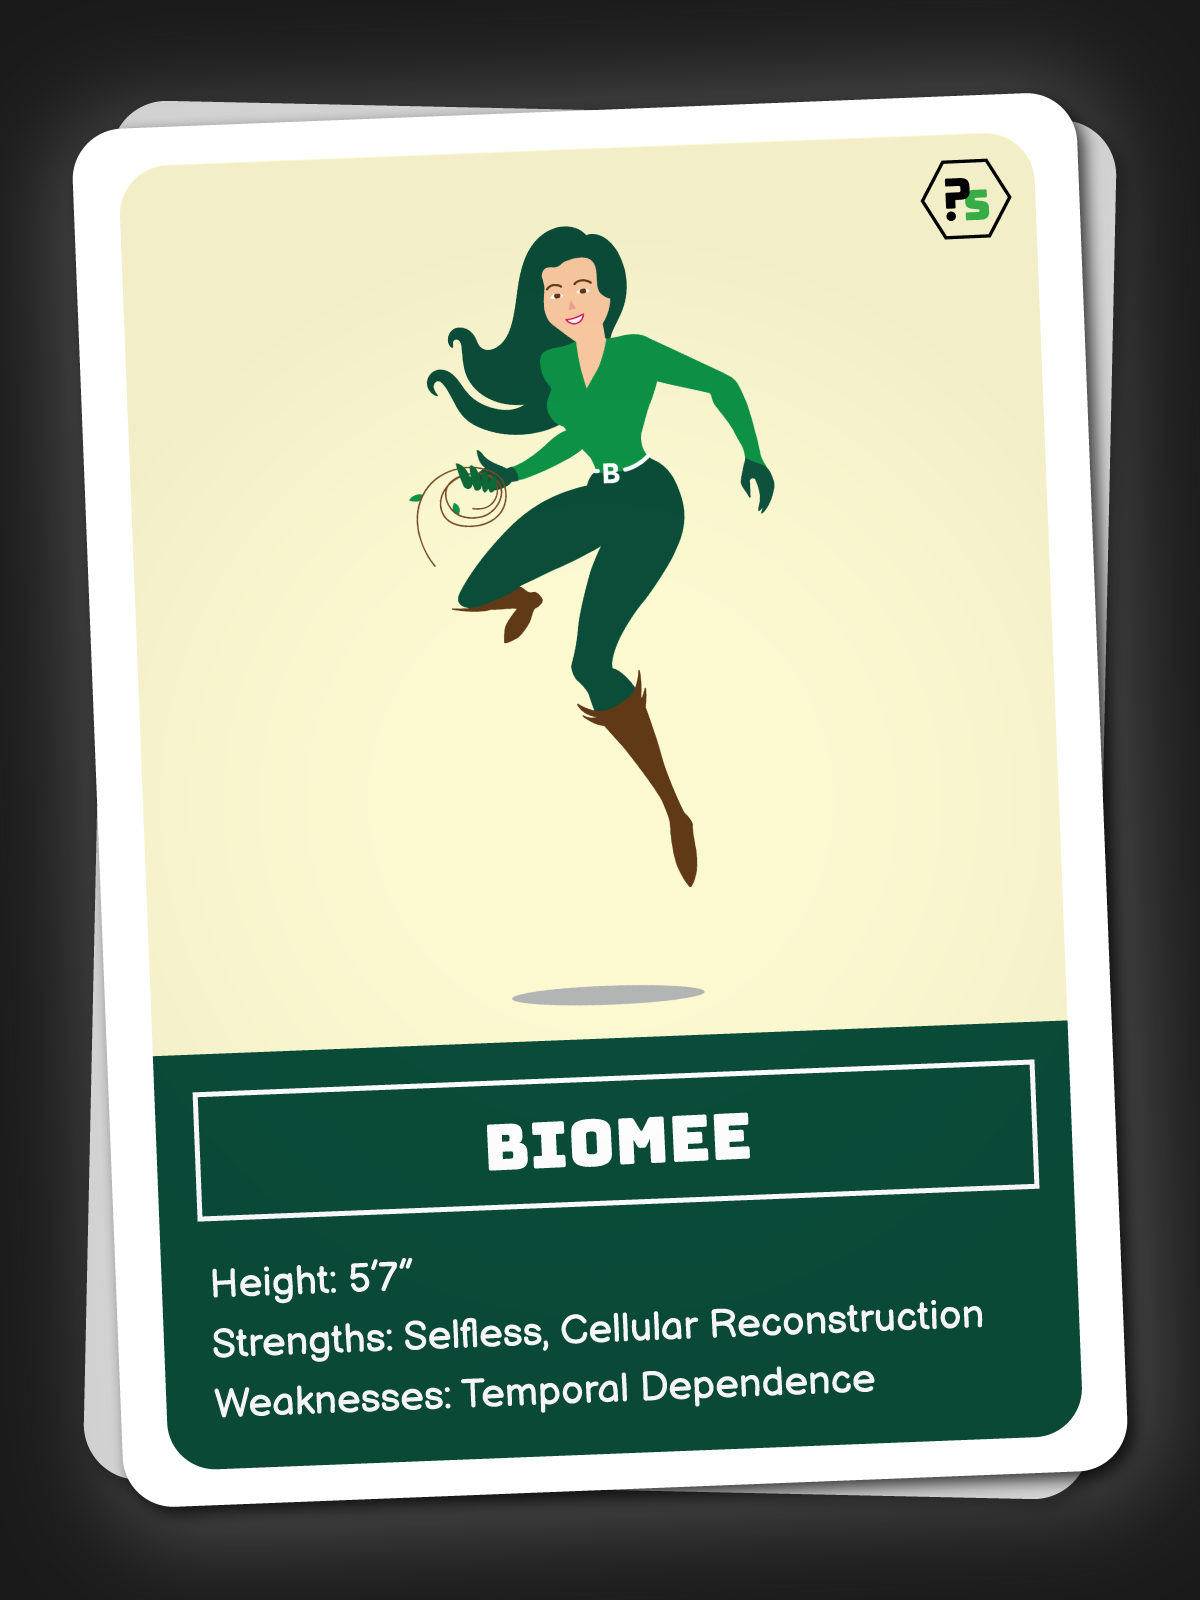 ?s
B
BIOMEE
Height: 5'7"
Strengths: Selfless, Cellular Reconstruction
Weaknesses: Temporal Dependence